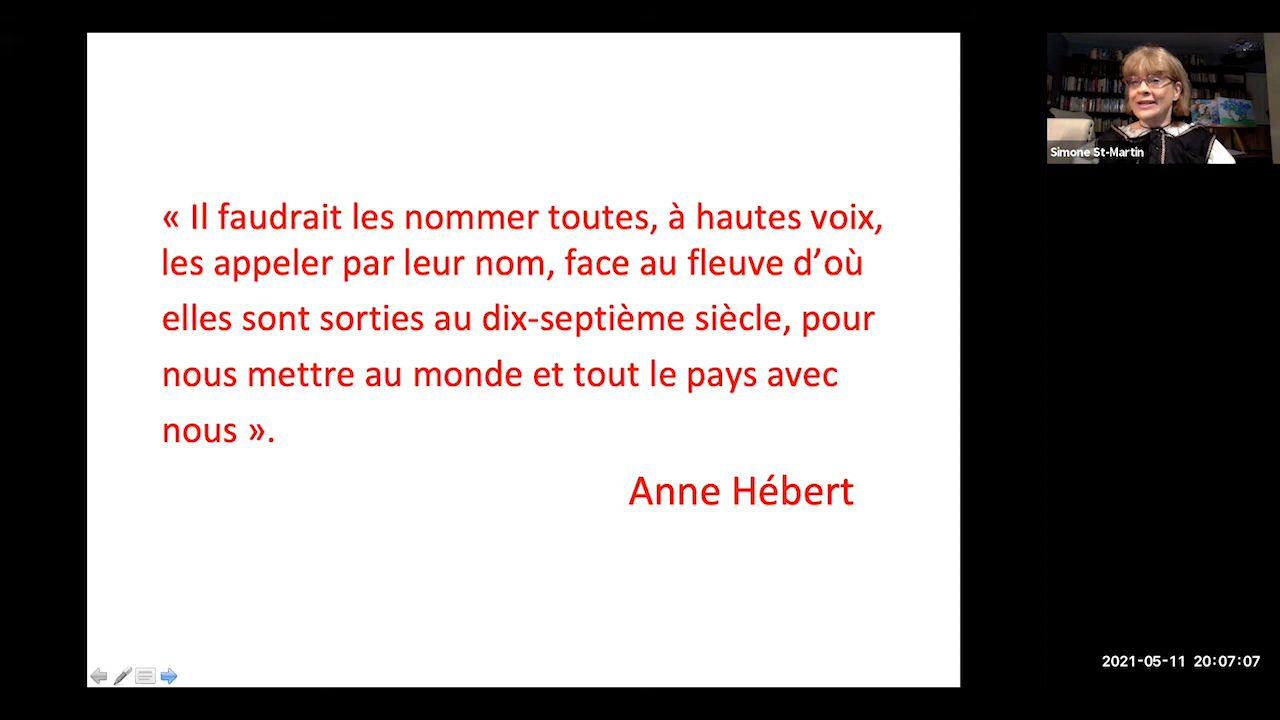 « Il faudrait les nommer toutes, à hautes voix,
les appeler par leur nom, face au fleuve d’où
elles sont sorties au dix-septième siècle, pour
nous mettre au monde et tout le pays avec
nous ».
Anne Hébert
Simone St-Martin
2021-05-11 20:07:07